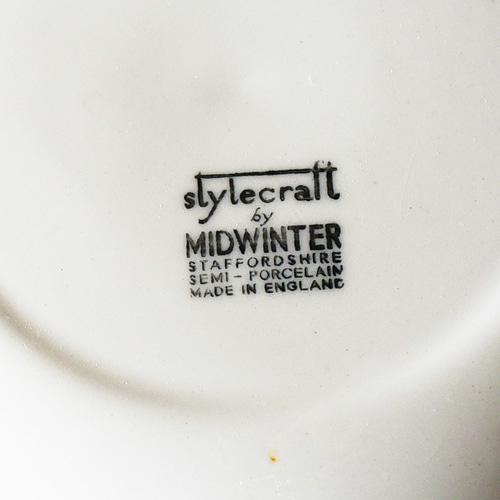 stylecraft
by
MIDWINTER
STAFFORDSHIRE
SEMI-PORCELAIN
MADE IN ENGLAND